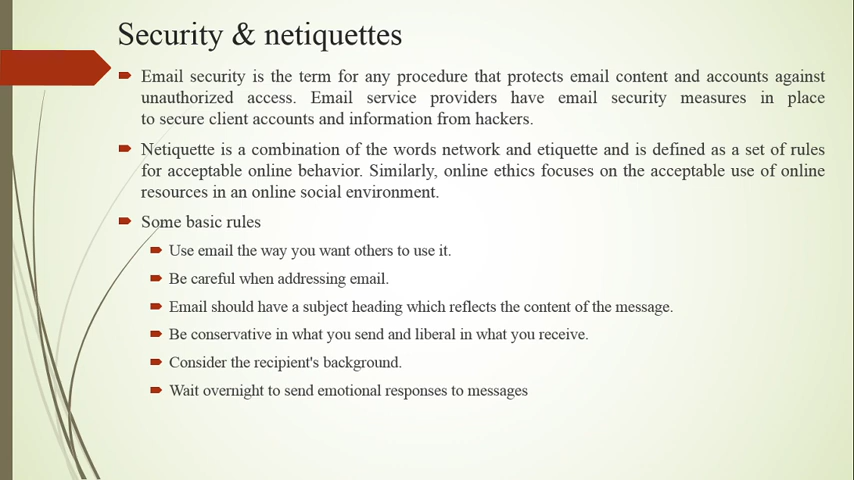 Security & netiquettes
Email security is the term for any procedure that protects email content and accounts against
unauthorized access. Email service providers have email security measures in place
to secure client accounts and information from hackers.
Netiquette is a combination of the words network and etiquette and is defined as a set of rules
for acceptable online behavior. Similarly, online ethics focuses on the acceptable use of online
resources in an online social environment.
Some basic rules
Use email the way you want others to use it.
Be careful when addressing email.
Email should have a subject heading which reflects the content of the message.
Be conservative in what you send and liberal in what you receive.
Consider the recipient's background.
Wait overnight to send emotional responses to messages